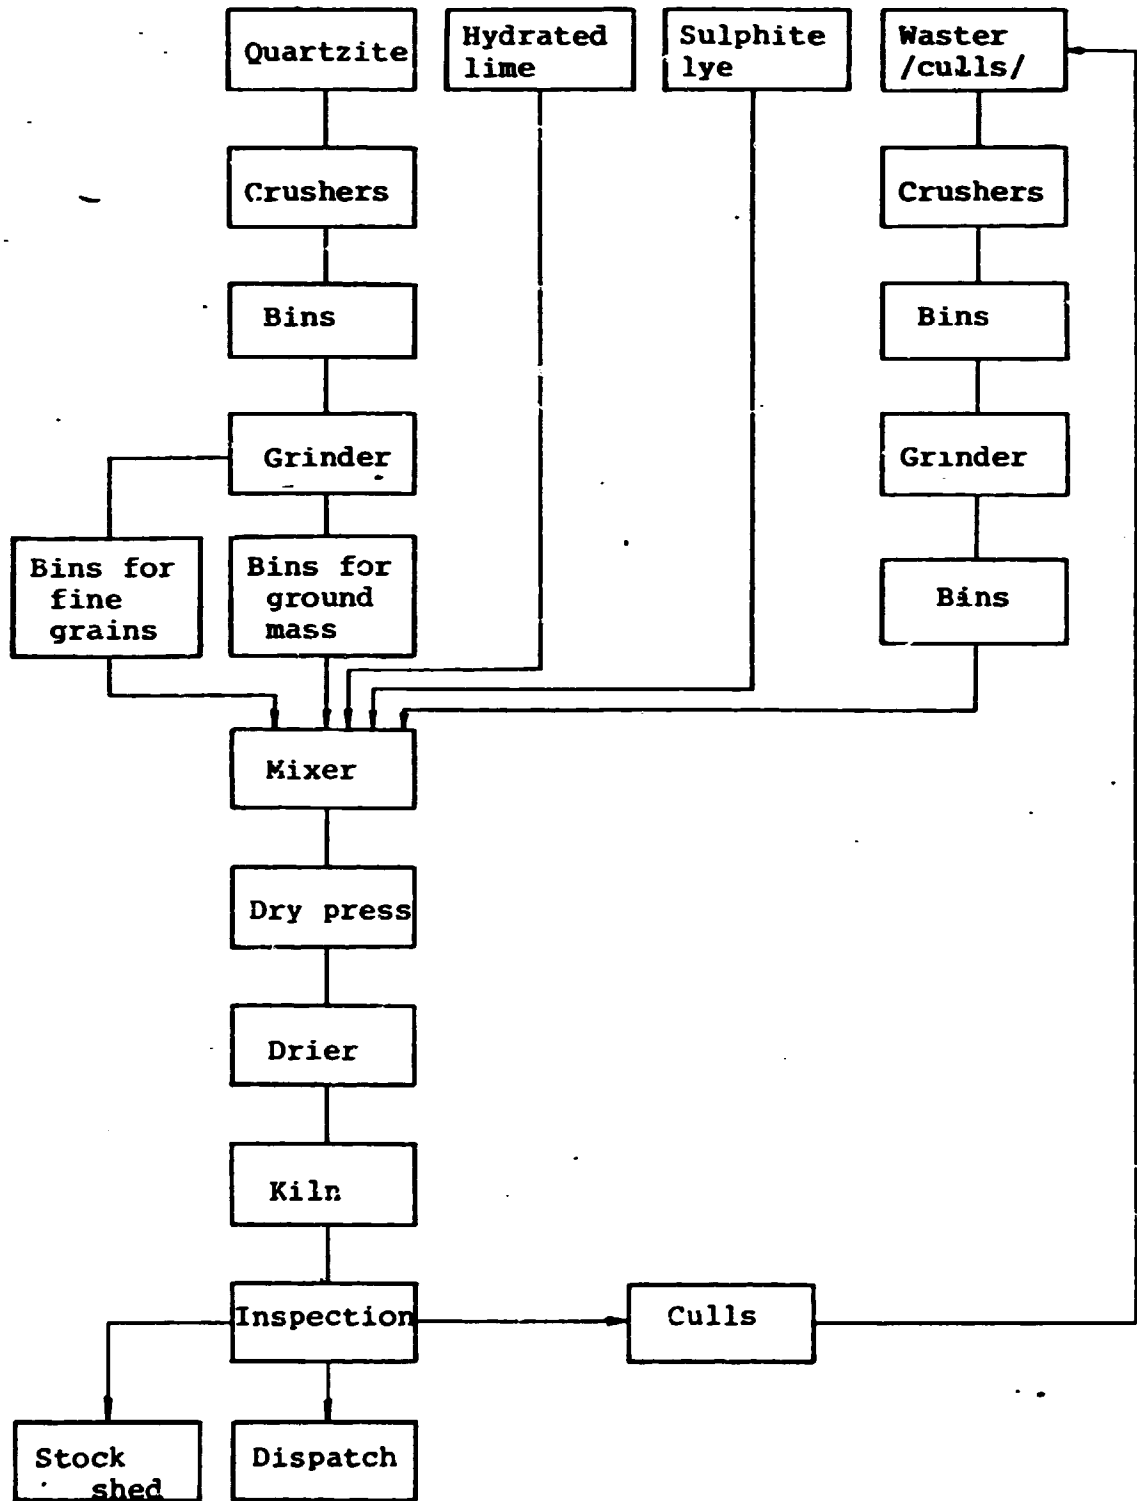 Quartzite
Hydrated
lime
Sulphite
lye
Waster
/culls/
Crushers
Crushers
Bins
Bins
Grinder
Grinder
Bins for
fine
grains
Bins for
ground
mass
Bins
Mixer
Dry press
Drier
Kiln
Inspection
Culls
Stock
shed
Dispatch